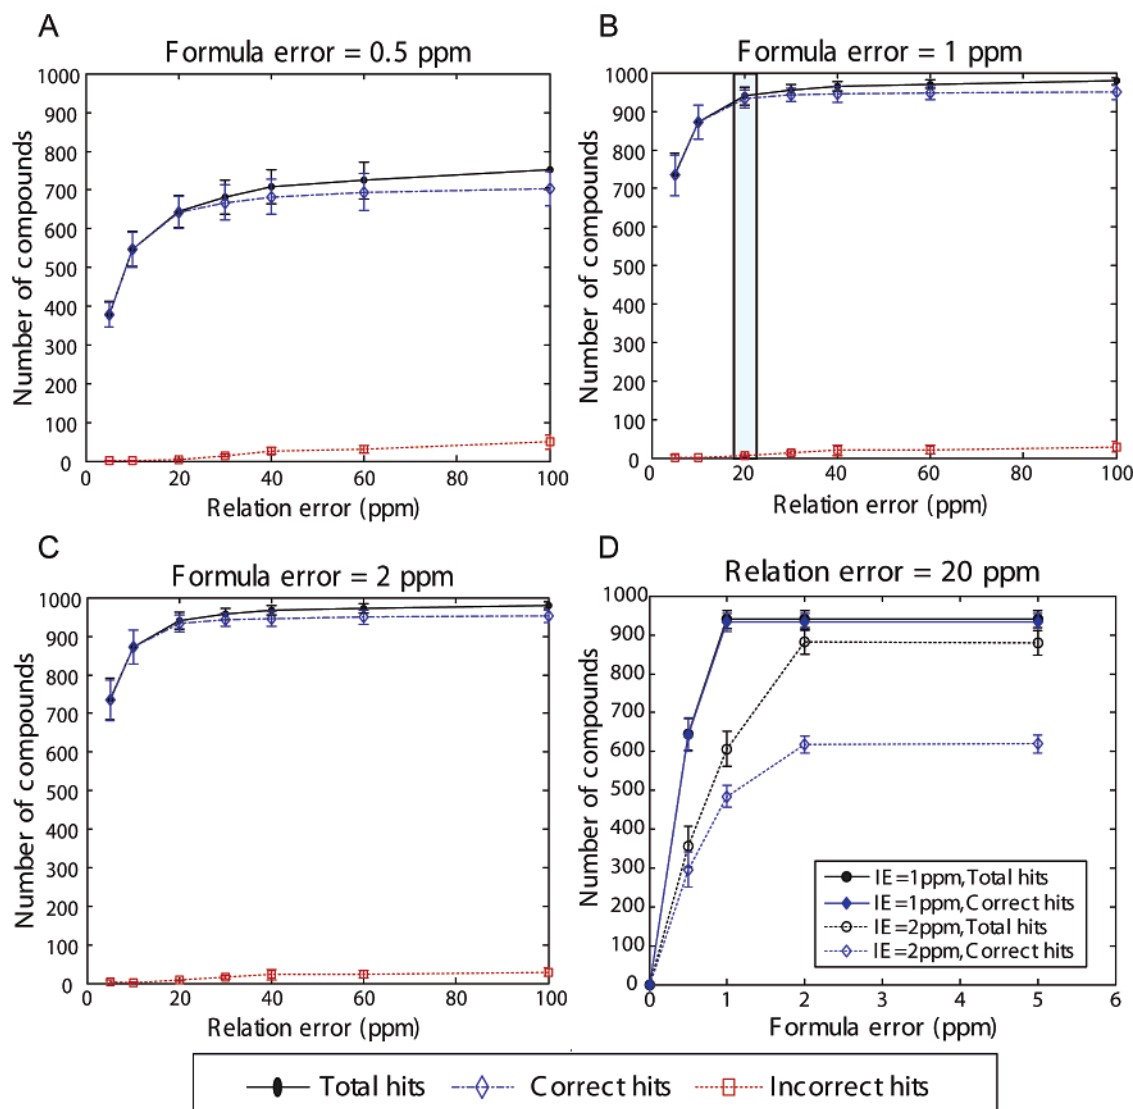 A
Formula error = 0.5 ppm
1000
900
800
700
600
500
400
300
200
100
0
0 20 40 60 80 100
Number of compounds
Relation error (ppm)
B
Formula error = 1 ppm
1000
900
800
700
600
500
400
300
200
100
0
0 20 40 60 80 100
Number of compounds
Relation error (ppm)
C
Formula error = 2 ppm
1000
900
800
700
600
500
400
300
200
100
0
0 20 40 60 80 100
Number of compounds
Relation error (ppm)
D
Relation error = 20 ppm
1000
900
800
700
600
500
400
300
200
100
0
0 1 2 3 4 5 6
Number of compounds
Formula error (ppm)
IE=1ppm,Total hits
IE=1ppm,Correct hits
IE=2ppm,Total hits
IE=2ppm,Correct hits
Total hits Correct hits Incorrect hits